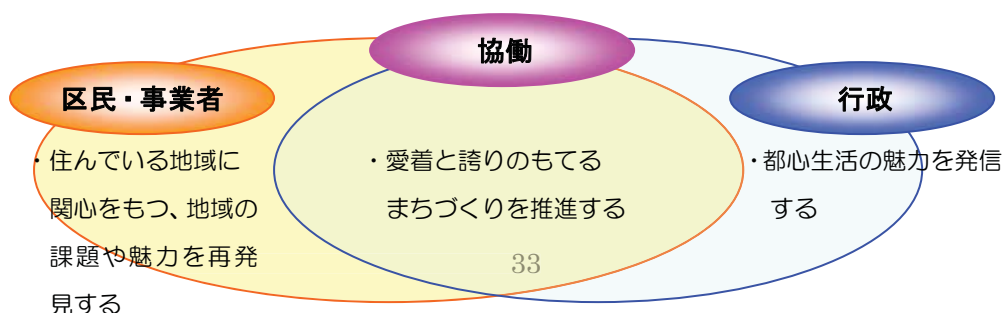 協働
区民・事業者
行政
・住んでいる地域に
関心をもつ、地域の
課題や魅力を再発
見する
・愛着と誇りのもてる
まちづくりを推進する
・都心生活の魅力を発信
する
33